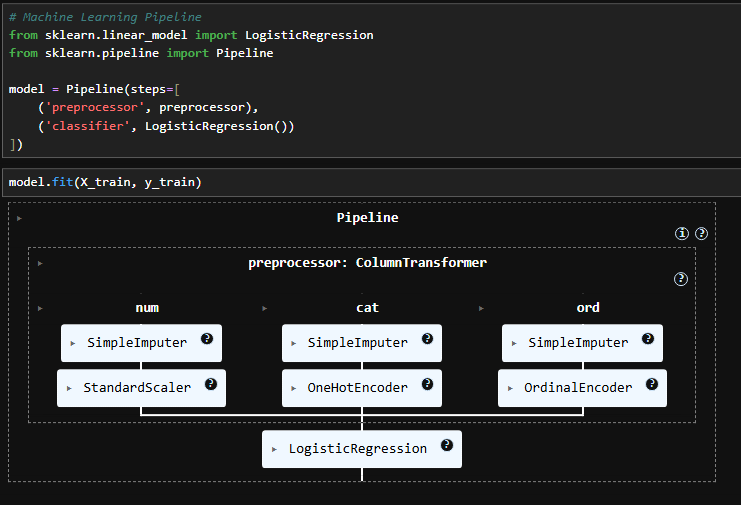 # Machine Learning Pipeline
from sklearn.linear_model import LogisticRegression
from sklearn.pipeline import Pipeline
model = Pipeline(steps=[
    ('preprocessor', preprocessor),
    ('classifier', LogisticRegression())
])
model.fit(X_train, y_train)
Pipeline
i ?
preprocessor: ColumnTransformer
?
num cat ord
SimpleImputer ? SimpleImputer ? SimpleImputer ?
StandardScaler ? OneHotEncoder ? OrdinalEncoder ?
LogisticRegression ?